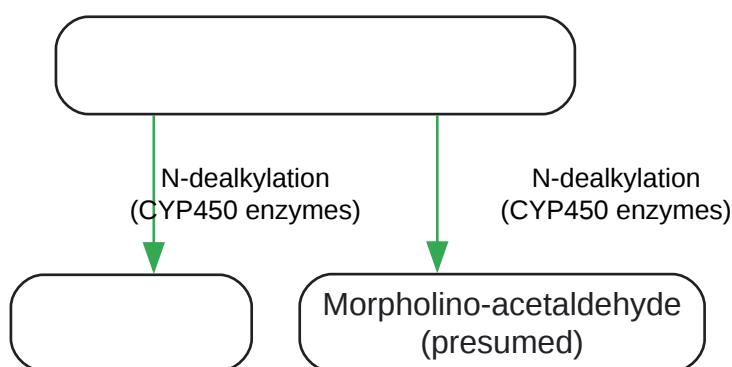 N-dealkylation
(CYP450 enzymes)
N-dealkylation
(CYP450 enzymes)
Morpholino-acetaldehyde
(presumed)